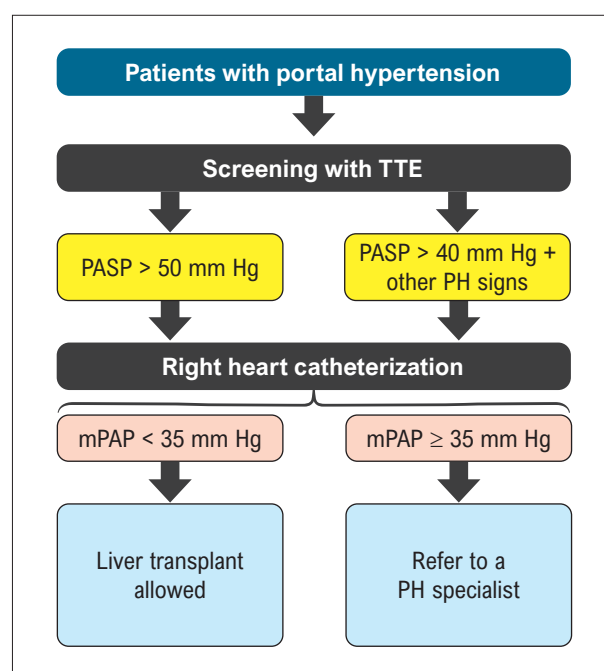 Patients with portal hypertension
Screening with TTE
PASP > 50 mm Hg
PASP > 40 mm Hg +
other PH signs
Right heart catheterization
mPAP < 35 mm Hg
mPAP ≥ 35 mm Hg
Liver transplant
allowed
Refer to a
PH specialist